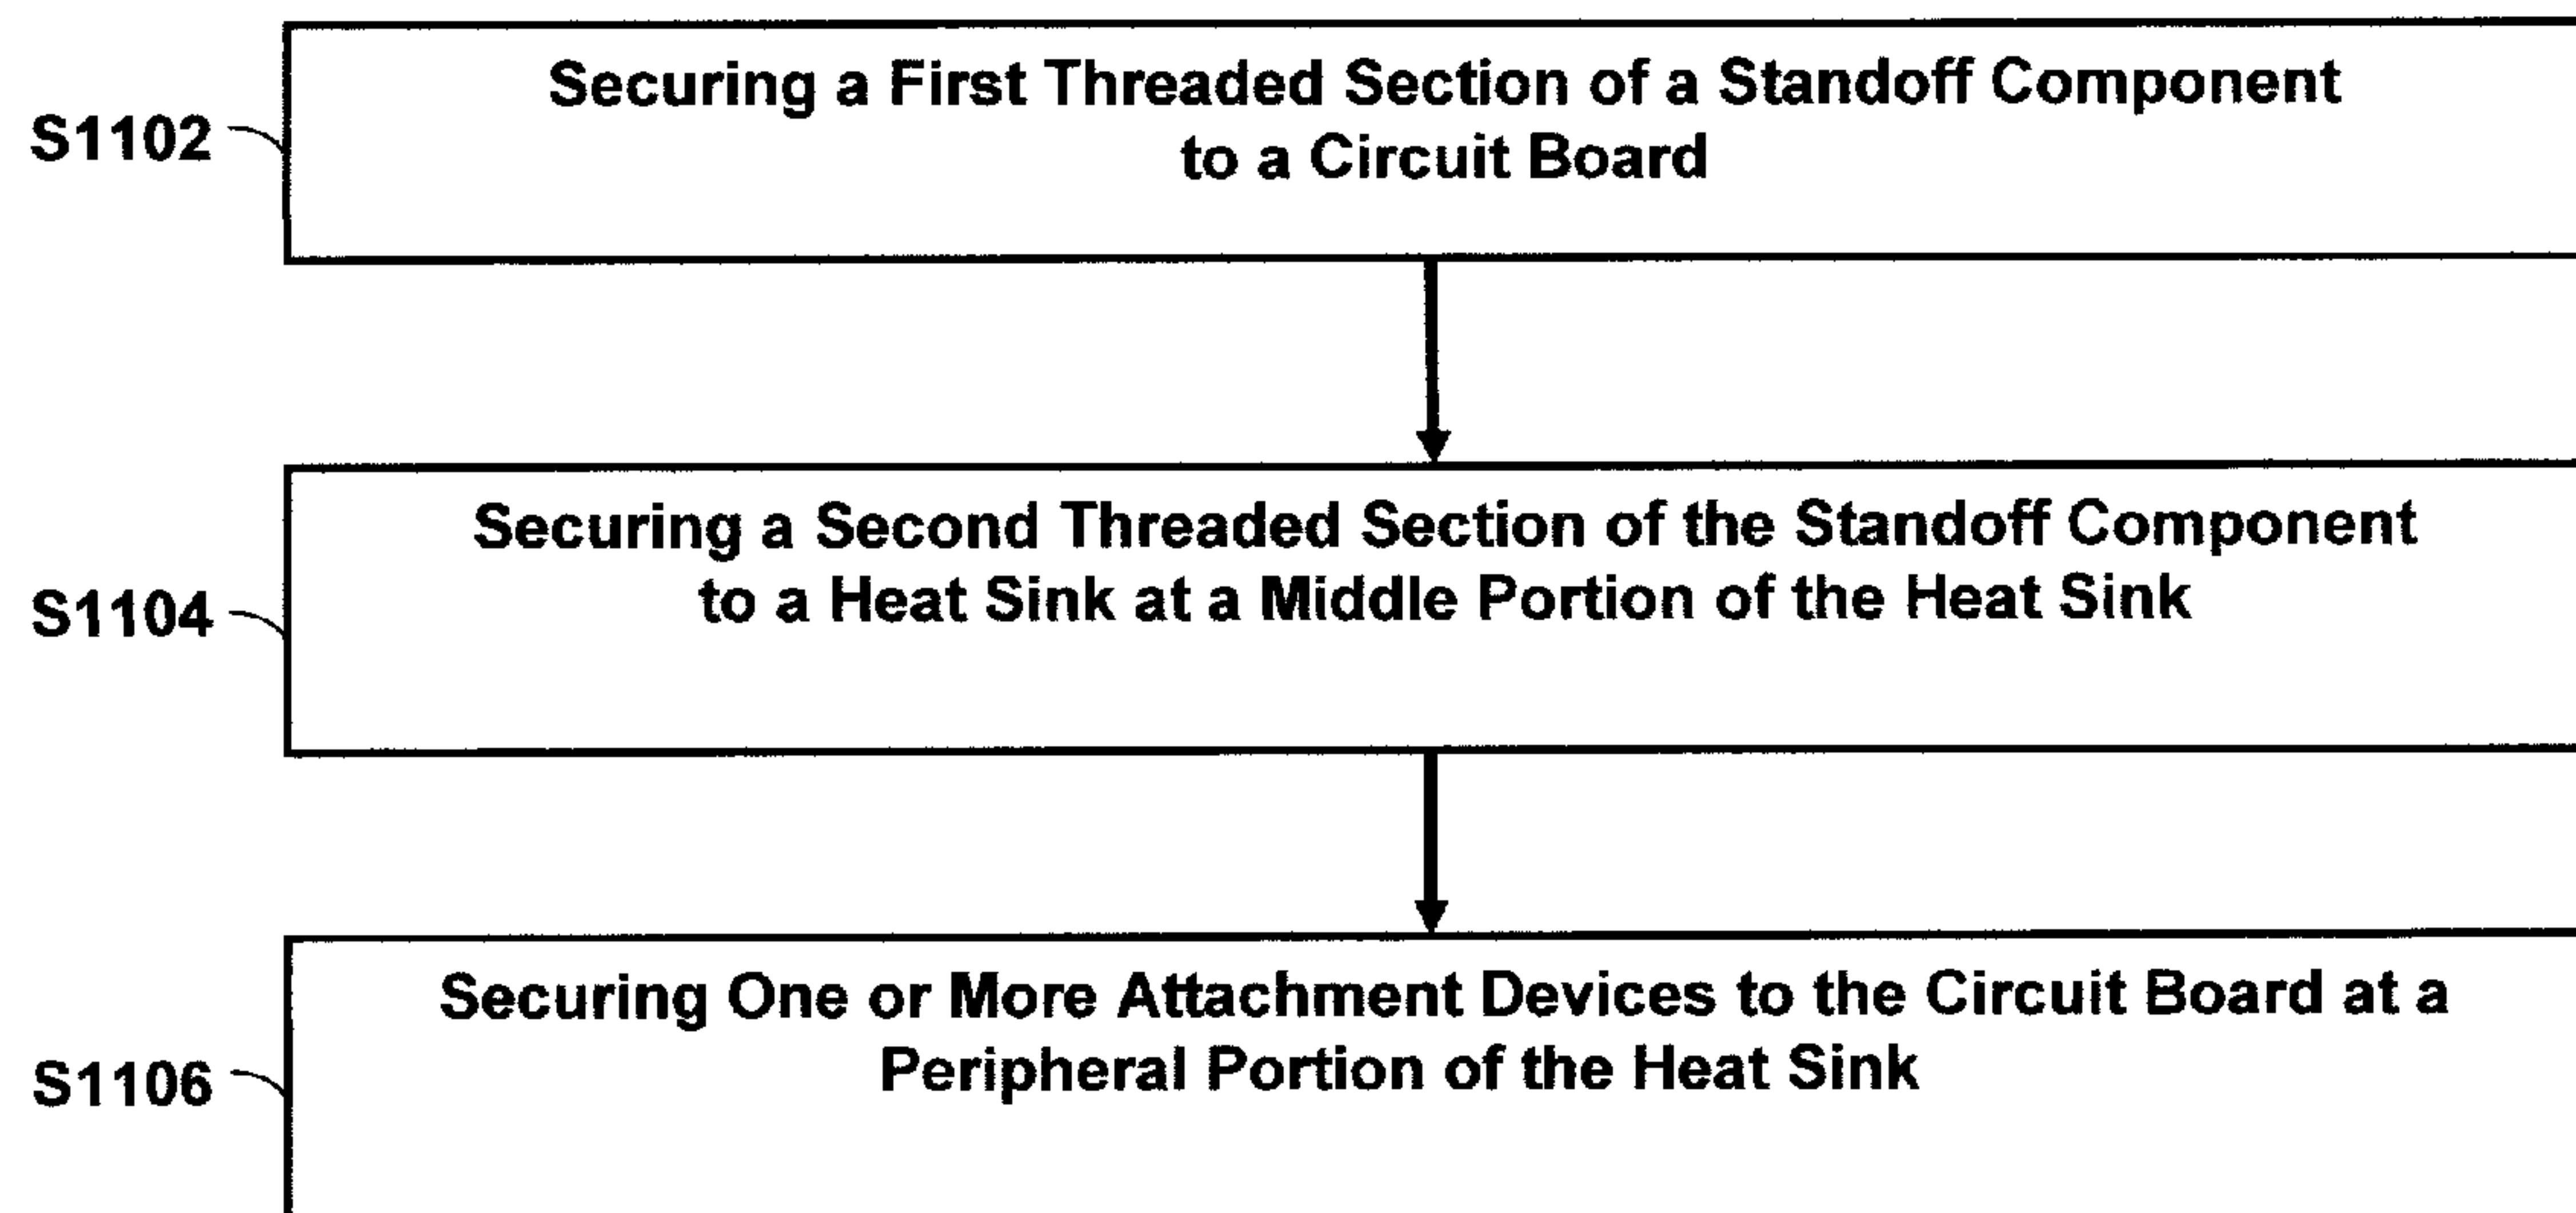 Securing a First Threaded Section of a Standoff Component
to a Circuit Board
S1102
Securing a Second Threaded Section of the Standoff Component
to a Heat Sink at a Middle Portion of the Heat Sink
S1104
Securing One or More Attachment Devices to the Circuit Board at a
Peripheral Portion of the Heat Sink
S1106